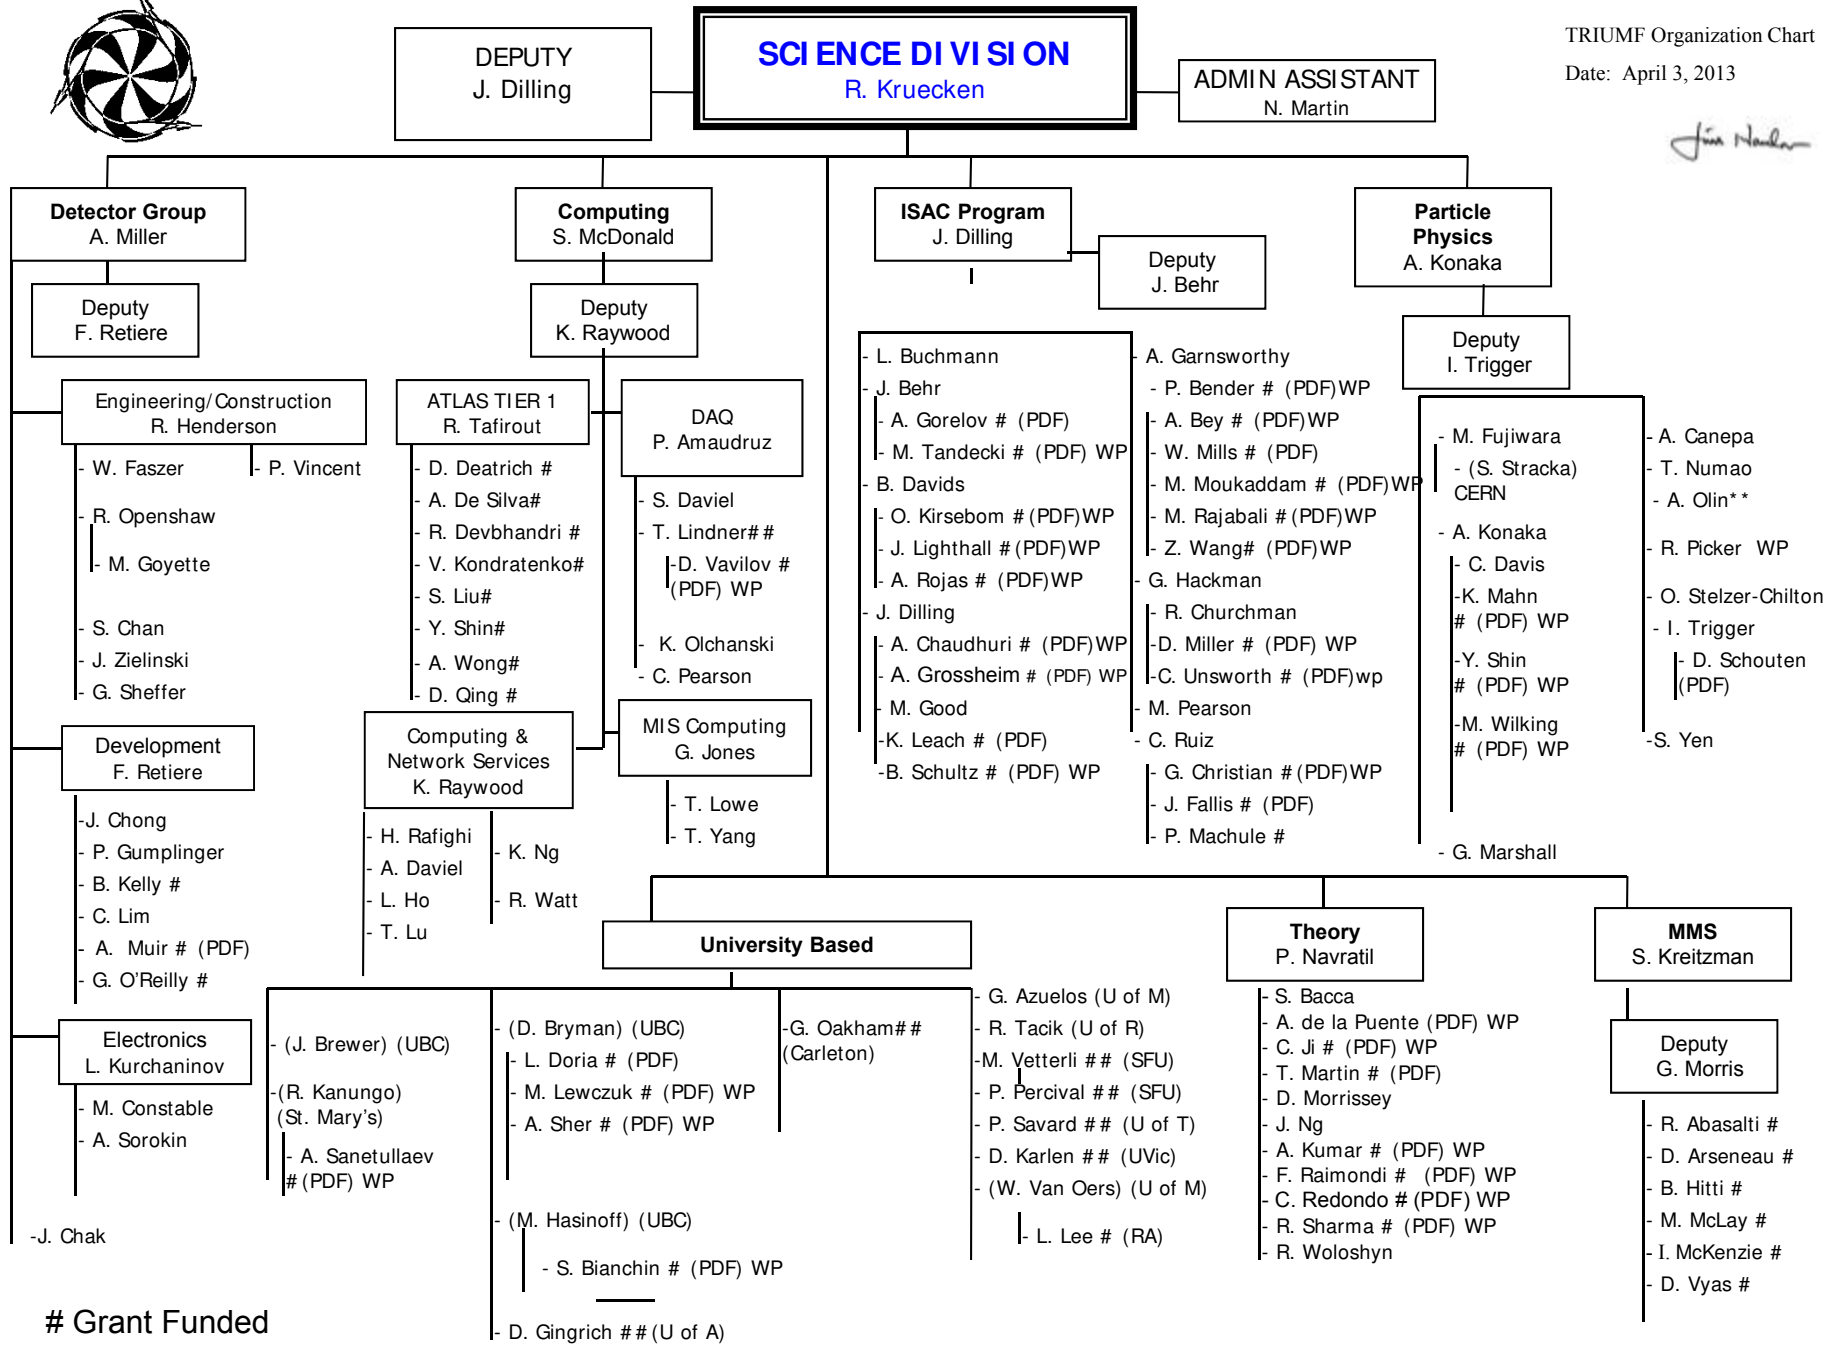 TRIUMF Organization Chart
Date: April 3, 2013
DEPUTY
J. Dilling
SCIENCE DIVISION
R. Kruecken
ADMIN ASSISTANT
N. Martin
Detector Group
A. Miller
Deputy
F. Retiere
Engineering/Construction
R. Henderson
- W. Faszer
- P. Vincent
- R. Openshaw
- M. Goyette
- S. Chan
- J. Zielinski
- G. Sheffer
Development
F. Retiere
-J. Chong
- P. Gumplinger
- B. Kelly #
- C. Lim
- A. Muir # (PDF)
- G. O'Reilly #
Electronics
L. Kurchaninov
- M. Constable
- A. Sorokin
-J. Chak
Computing
S. McDonald
Deputy
K. Raywood
ATLAS TIER 1
R. Tafirout
- D. Deatrich #
- A. De Silva#
- R. Devbhandri #
- V. Kondratenko#
- S. Liu#
- Y. Shin#
- A. Wong#
- D. Qing #
DAQ
P. Amaudruz
- S. Daviel
- T. Lindner##
-D. Vavilov #
(PDF) WP
- K. Olchanski
- C. Pearson
Computing &
Network Services
K. Raywood
- H. Rafighi
- A. Daviel
- L. Ho
- T. Lu
- K. Ng
- R. Watt
MIS Computing
G. Jones
- T. Lowe
- T. Yang
ISAC Program
J. Dilling
Deputy
J. Behr
- L. Buchmann
- J. Behr
- A. Gorelov # (PDF)
- M. Tandecki # (PDF) WP
- B. Davids
- O. Kirsebom #(PDF)WP
- J. Lighthall #(PDF)WP
- A. Rojas # (PDF)WP
- J. Dilling
- A. Chaudhuri # (PDF)WP
- A. Grossheim # (PDF) WP
- M. Good
-K. Leach # (PDF)
-B. Schultz # (PDF) WP
- A. Garnsworthy
- P. Bender # (PDF)WP
- A. Bey # (PDF)WP
- W. Mills # (PDF)
- M. Moukaddam # (PDF)WP
- M. Rajabali #(PDF)WP
- Z. Wang# (PDF)WP
- G. Hackman
- R. Churchman
-D. Miller # (PDF) WP
-C. Unsworth # (PDF)wp
- M. Pearson
- C. Ruiz
- G. Christian #(PDF)WP
- J. Fallis # (PDF)
- P. Machule #
Particle
Physics
A. Konaka
Deputy
I. Trigger
- M. Fujiwara
- (S. Stracka)
CERN
- A. Konaka
- C. Davis
-K. Mahn
# (PDF) WP
-Y. Shin
# (PDF) WP
-M. Wilking
# (PDF) WP
- G. Marshall
- A. Canepa
- T. Numao
- A. Olin**
- R. Picker WP
- O. Stelzer-Chilton
- I. Trigger
- D. Schouten
(PDF)
-S. Yen
University Based
- (J. Brewer) (UBC)
-(R. Kanungo)
(St. Mary's)
- A. Sanetullaev
#(PDF) WP
- (D. Bryman) (UBC)
- L. Doria # (PDF)
- M. Lewczuk # (PDF) WP
- A. Sher # (PDF) WP
- (M. Hasinoff) (UBC)
- S. Bianchin # (PDF) WP
- D. Gingrich ##(U of A)
-G. Oakham##
(Carleton)
- G. Azuelos (U of M)
- R. Tacik (U of R)
-M. Vetterli ## (SFU)
- P. Percival ## (SFU)
- P. Savard ## (U of T)
- D. Karlen ## (UVic)
- (W. Van Oers) (U of M)
- L. Lee # (RA)
Theory
P. Navratil
- S. Bacca
- A. de la Puente (PDF) WP
- C. Ji # (PDF) WP
- T. Martin # (PDF)
- D. Morrissey
- J. Ng
- A. Kumar # (PDF) WP
- F. Raimondi # (PDF) WP
- C. Redondo #(PDF) WP
- R. Sharma # (PDF) WP
- R. Woloshyn
MMS
S. Kreitzman
Deputy
G. Morris
- R. Abasalti #
- D. Arseneau #
- B. Hitti #
- M. McLay #
- I. McKenzie #
- D. Vyas #
# Grant Funded